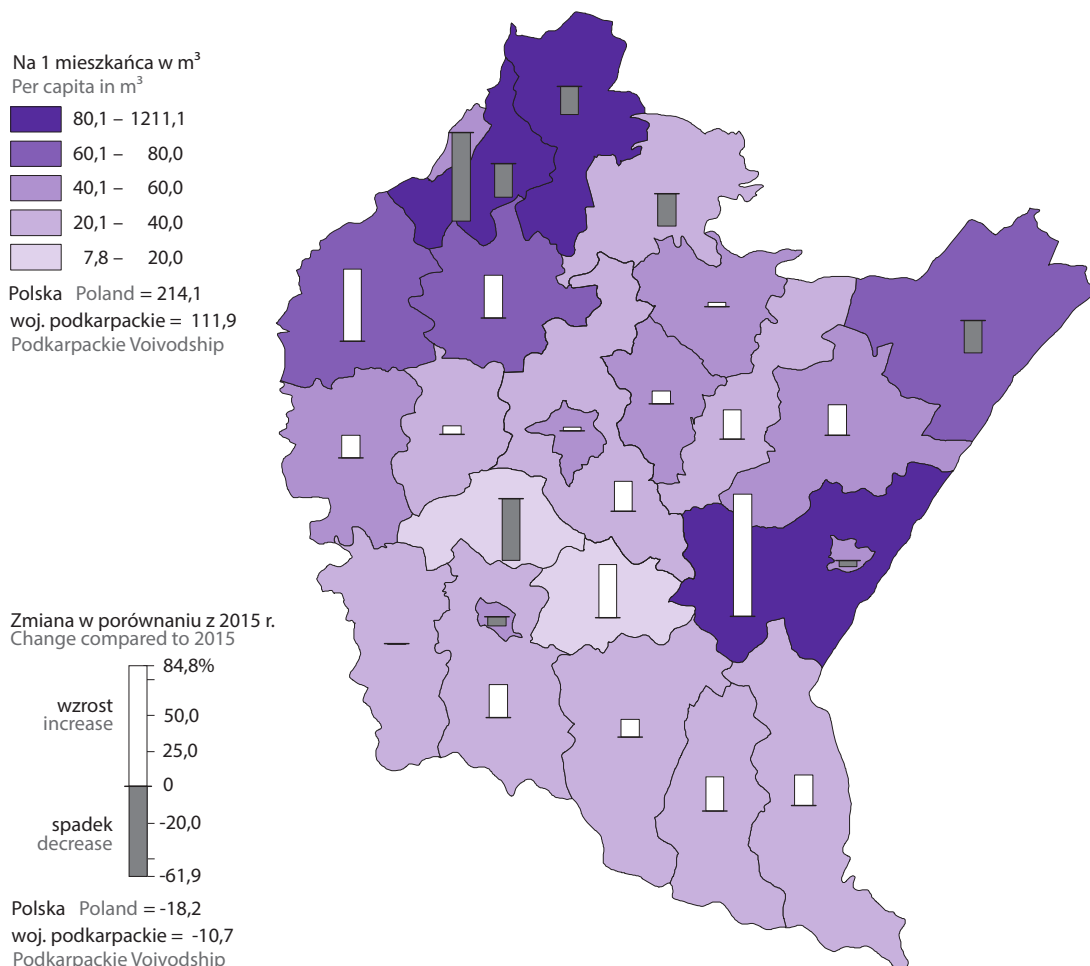 Na 1 mieszkańca w m³
Per capita in m³
80,1 – 1211,1
60,1 – 80,0
40,1 – 60,0
20,1 – 40,0
7,8 – 20,0
Polska Poland = 214,1
woj. podkarpackie = 111,9
Podkarpackie Voivodship
Zmiana w porównaniu z 2015 r.
Change compared to 2015
84,8%
wzrost
increase
50,0
25,0
0
spadek
decrease
-20,0
-61,9
Polska Poland = -18,2
woj. podkarpackie = -10,7
Podkarpackie Voivodship